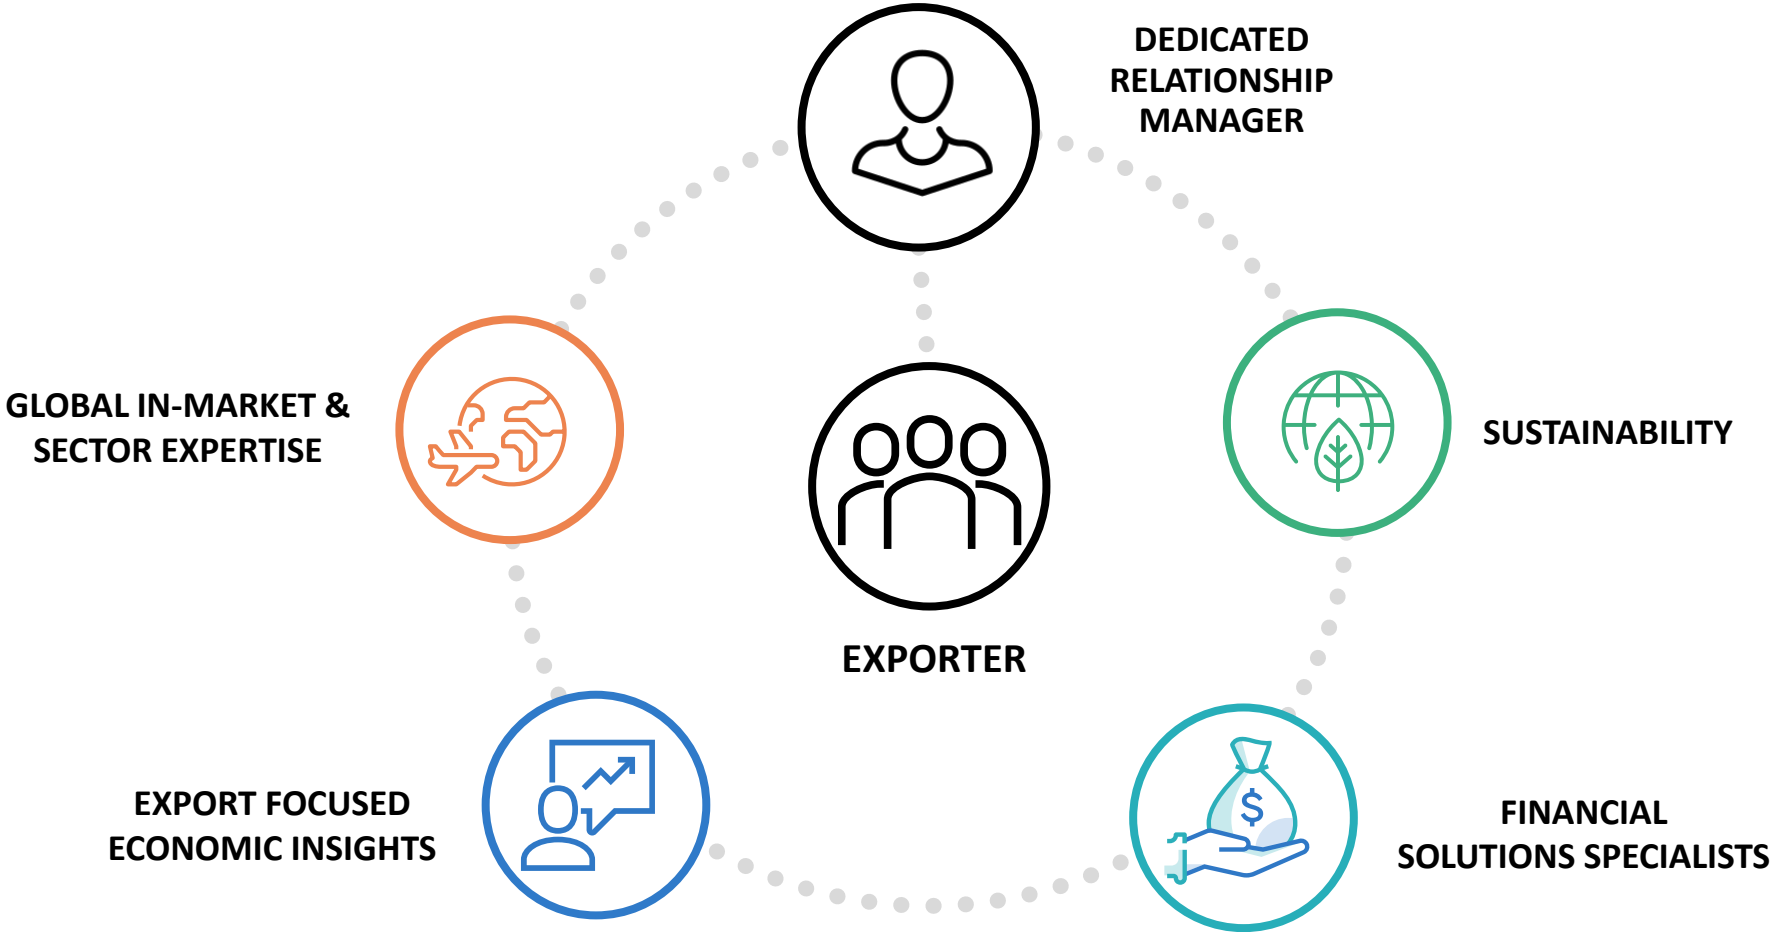 DEDICATED
RELATIONSHIP
MANAGER
GLOBAL IN-MARKET &
SECTOR EXPERTISE
SUSTAINABILITY
EXPORTER
EXPORT FOCUSED
ECONOMIC INSIGHTS
$
FINANCIAL
SOLUTIONS SPECIALISTS